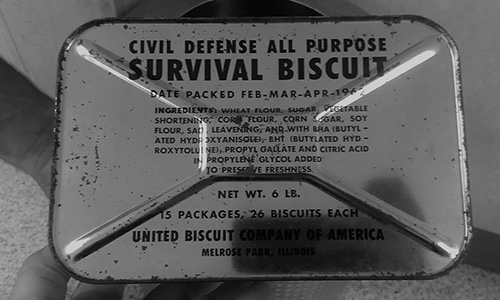 CIVIL DEFENSE ALL PURPOSE
SURVIVAL BISCUIT
DATE PACKED FEB-MAR-APR-1962
INGREDIENTS: WHEAT FLOUR, SUGAR, VEGETABLE
SHORTENING, CORN FLOUR, CORN SUGAR, SOY
FLOUR, SALT, LEAVENING, AND WITH BHA (BUTYL-
ATED HYDROXYANISOLE), BHT (BUTYLATED HYD-
ROXYTOLUENE), PROPYL GALLATE AND CITRIC ACID
IN PROPYLENE GLYCOL ADDED
TO PRESERVE FRESHNESS
NET WT. 6 LB.
15 PACKAGES, 26 BISCUITS EACH
UNITED BISCUIT COMPANY OF AMERICA
MELROSE PARK, ILLINOIS